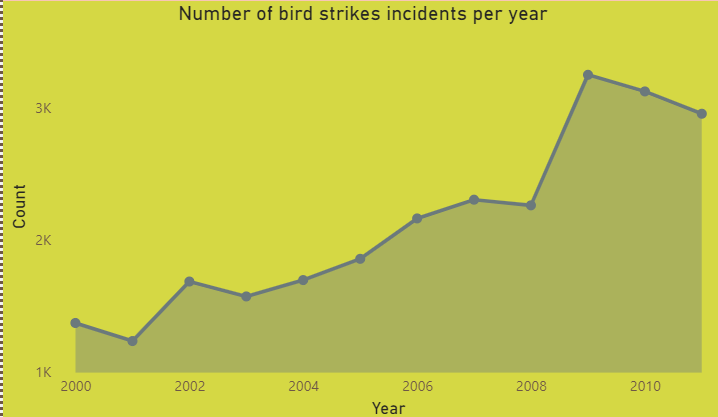 Number of bird strikes incidents per year
3K
2K
1K
Count
2000 2002 2004 2006 2008 2010
Year